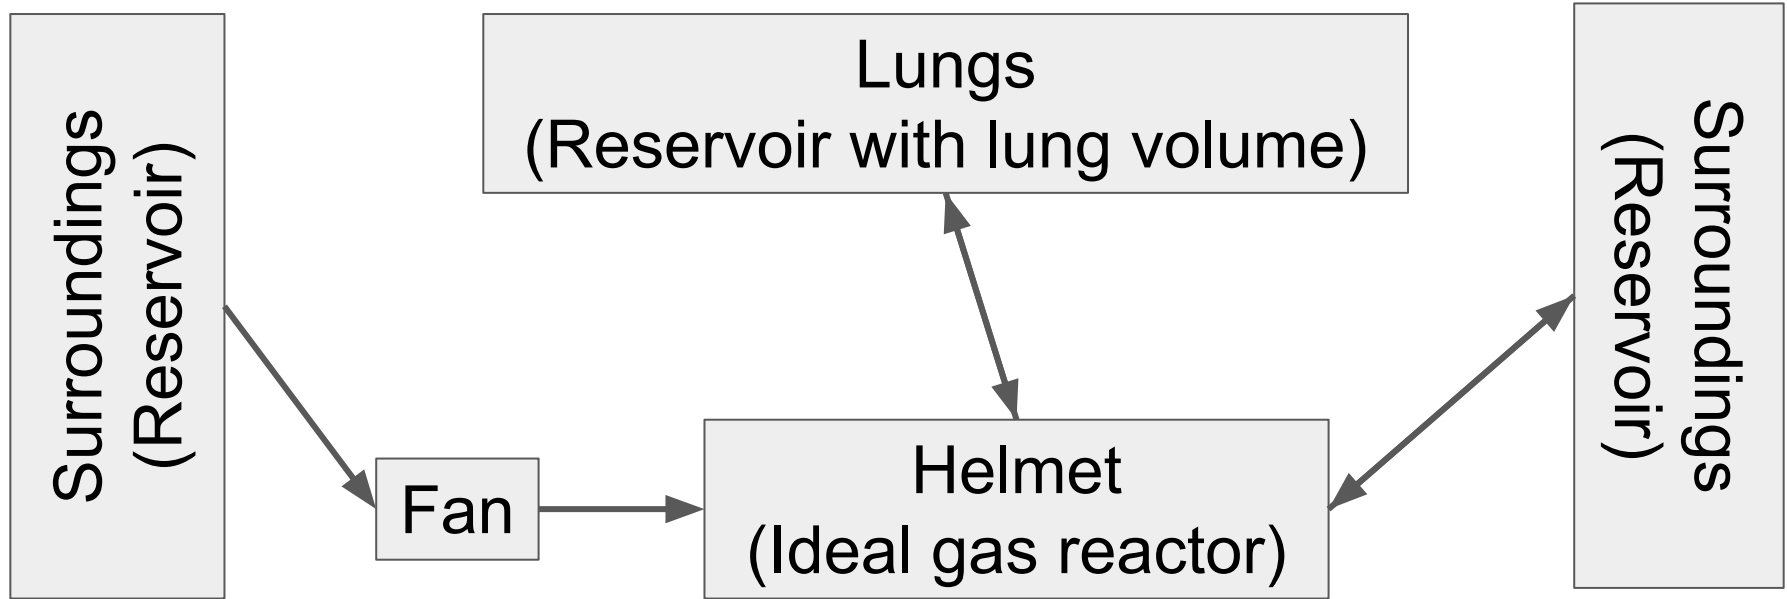 Surroundings
(Reservoir)
Lungs
(Reservoir with lung volume)
Fan
Helmet
(Ideal gas reactor)
Surroundings
(Reservoir)